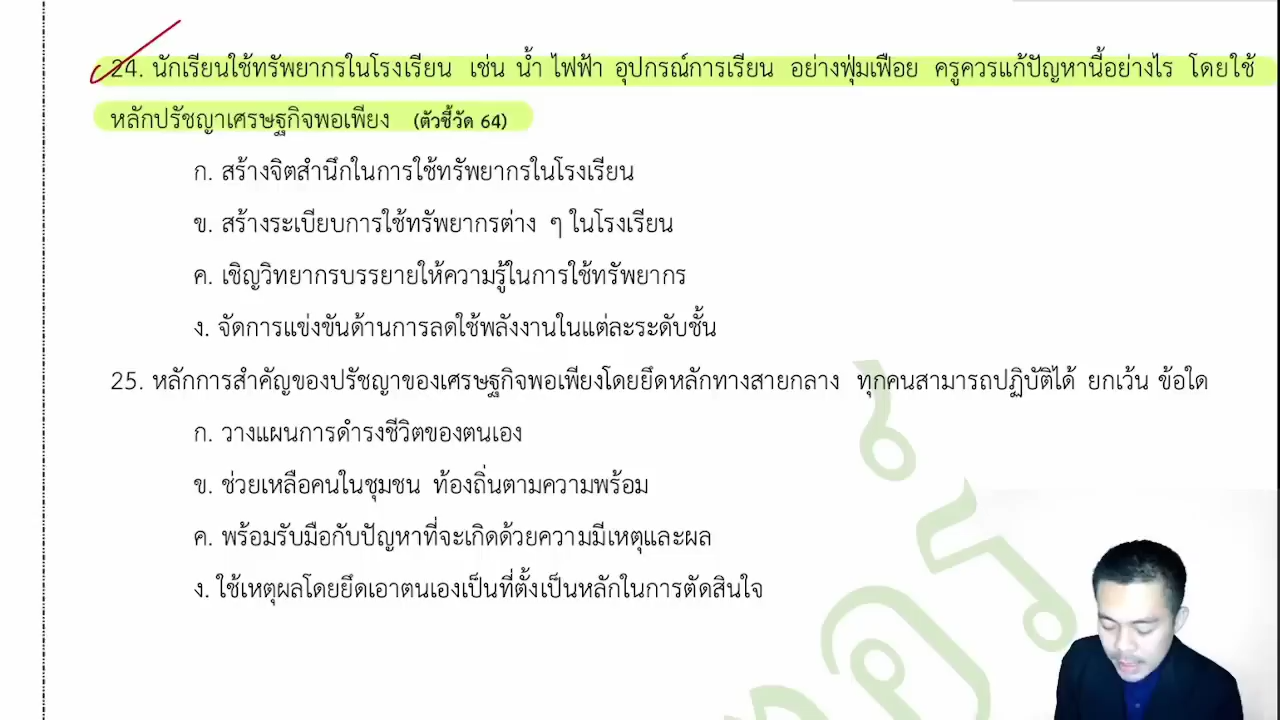 24. นักเรียนใช้ทรัพยากรในโรงเรียน เช่น น้ำ ไฟฟ้า อุปกรณ์การเรียน อย่างฟุ่มเฟือย ครูควรแก้ปัญหานี้อย่างไร โดยใช้
หลักปรัชญาเศรษฐกิจพอเพียง (ตัวชี้วัด 64)
ก. สร้างจิตสำนึกในการใช้ทรัพยากรในโรงเรียน
ข. สร้างระเบียบการใช้ทรัพยากรต่าง ๆ ในโรงเรียน
ค. เชิญวิทยากรบรรยายให้ความรู้ในการใช้ทรัพยากร
ง. จัดการแข่งขันด้านการลดใช้พลังงานในแต่ละระดับชั้น
25. หลักการสำคัญของปรัชญาของเศรษฐกิจพอเพียงโดยยึดหลักทางสายกลาง ทุกคนสามารถปฏิบัติได้ ยกเว้น ข้อใด
ก. วางแผนการดำรงชีวิตของตนเอง
ข. ช่วยเหลือคนในชุมชน ท้องถิ่นตามความพร้อม
ค. พร้อมรับมือกับปัญหาที่จะเกิดด้วยความมีเหตุและผล
ง. ใช้เหตุผลโดยยึดเอาตนเองเป็นที่ตั้งเป็นหลักในการตัดสินใจ